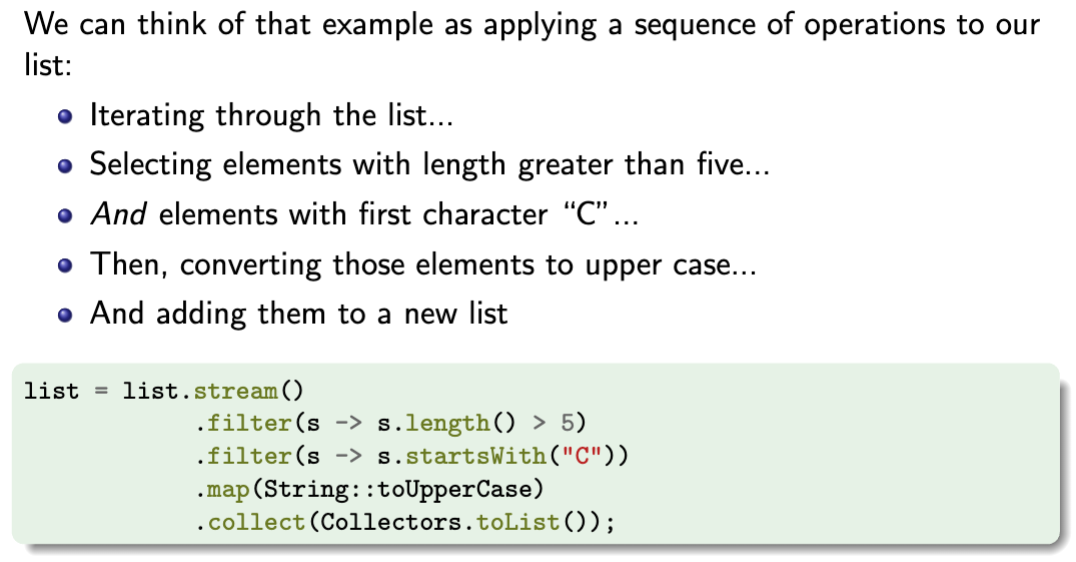 We can think of that example as applying a sequence of operations to our
list:
Iterating through the list...
Selecting elements with length greater than five...
And elements with first character “C”...
Then, converting those elements to upper case...
And adding them to a new list
list = list.stream()
.filter(s -> s.length() > 5)
.filter(s -> s.startsWith("C"))
.map(String::toUpperCase)
.collect(Collectors.toList());